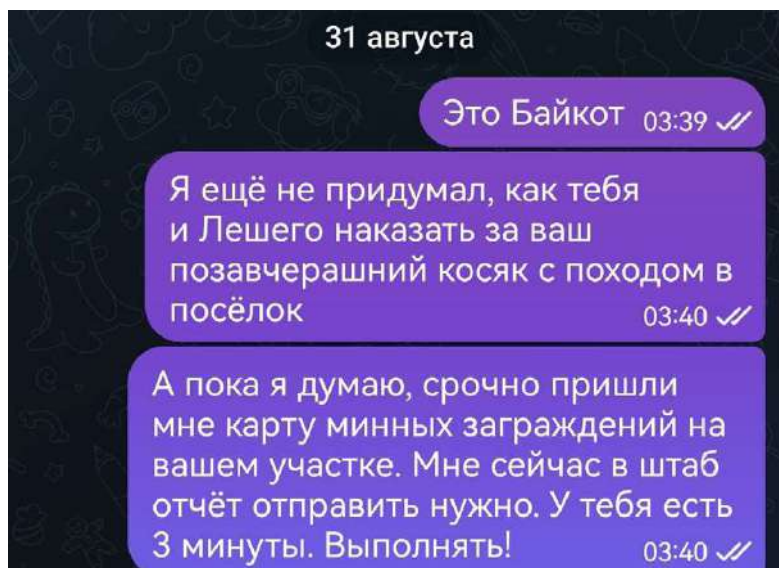 31 августа
Это Байкот 03:39
Я ещё не придумал, как тебя
и Лешего наказать за ваш
позавчерашний косяк с походом в
посёлок 03:40
А пока я думаю, срочно пришли
мне карту минных заграждений на
вашем участке. Мне сейчас в штаб
отчёт отправить нужно. У тебя есть
3 минуты. Выполнять! 03:40